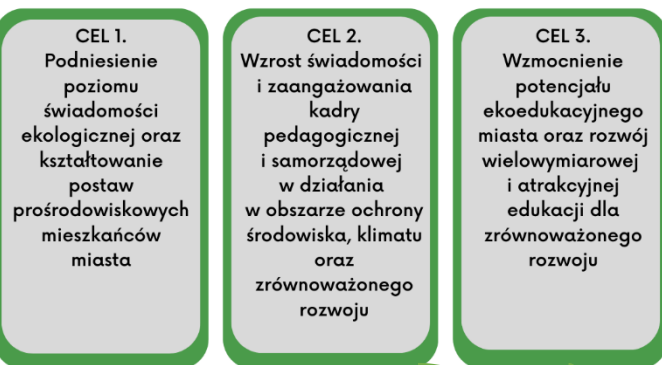 CEL 1.
Podniesienie
poziomu
świadomości
ekologicznej oraz
kształtowanie
postaw
prośrodowiskowych
mieszkańców
miasta
CEL 2.
Wzrost świadomości
i zaangażowania
kadry
pedagogicznej
i samorządowej
w działania
w obszarze ochrony
środowiska, klimatu
oraz
zrównoważonego
rozwoju
CEL 3.
Wzmocnienie
potencjału
ekoedukacyjnego
miasta oraz rozwój
wielowymiarowej
i atrakcyjnej
edukacji dla
zrównoważonego
rozwoju